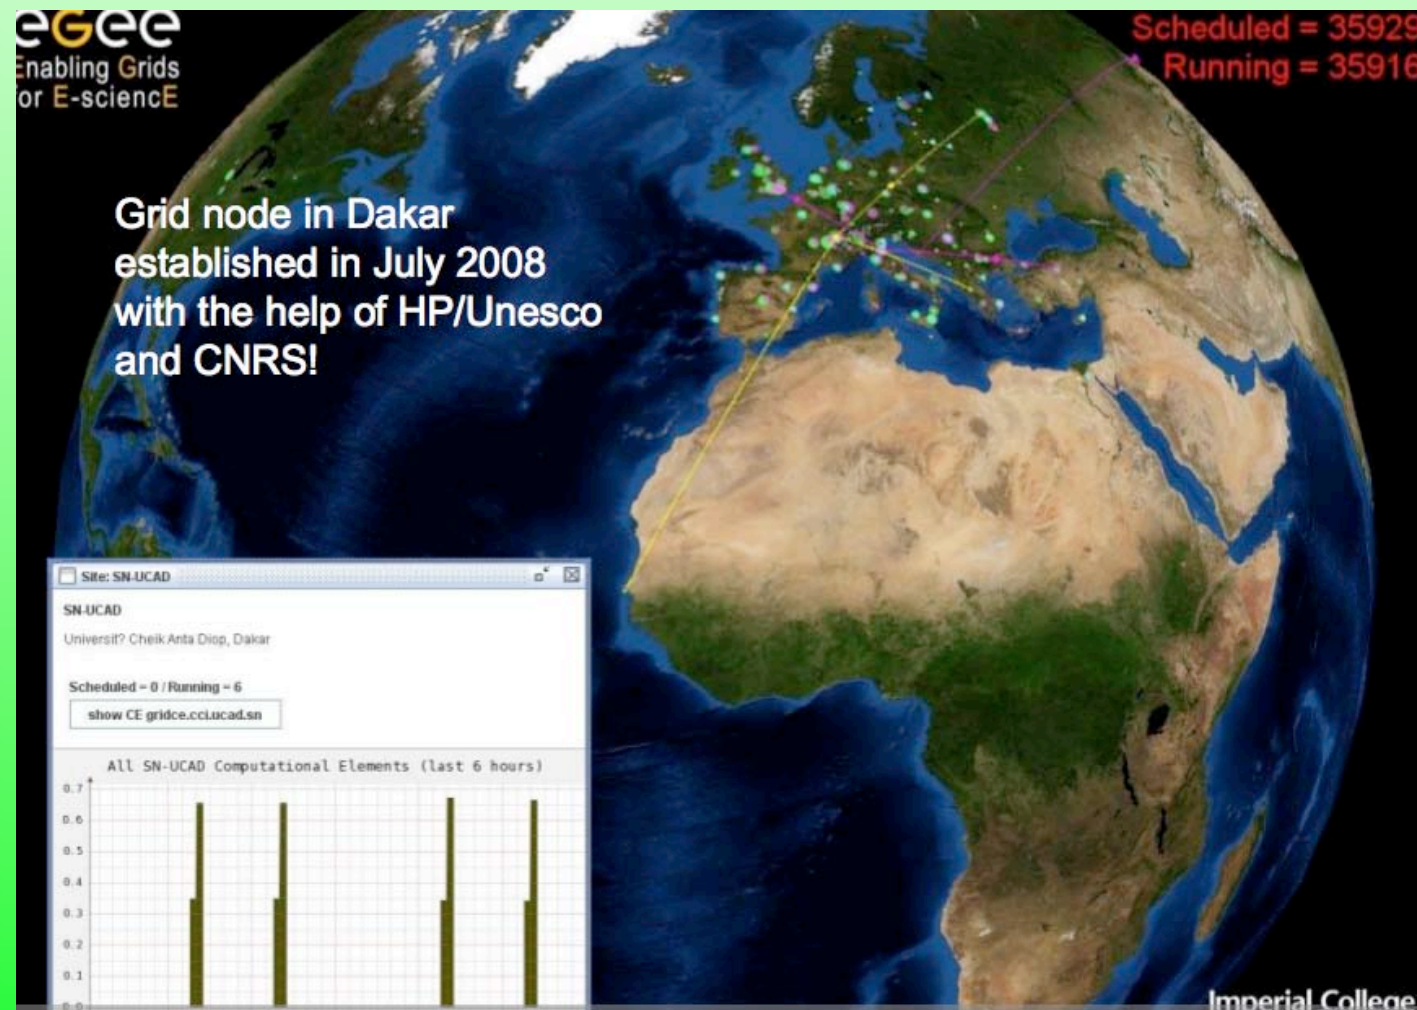 eGee
Enabling Grids
for E-sciencE
Scheduled = 35929
Running = 35916
Grid node in Dakar
established in July 2008
with the help of HP/Unesco
and CNRS!
Site: SN-UCAD
SN-UCAD
Universit? Cheik Anta Diop, Dakar
Scheduled = 0 / Running = 6
show CE gridce.cci.ucad.sn
All SN-UCAD Computational Elements (last 6 hours)
0.7
0.6
0.5
0.4
0.3
0.2
0.1
0.0
Imperial College